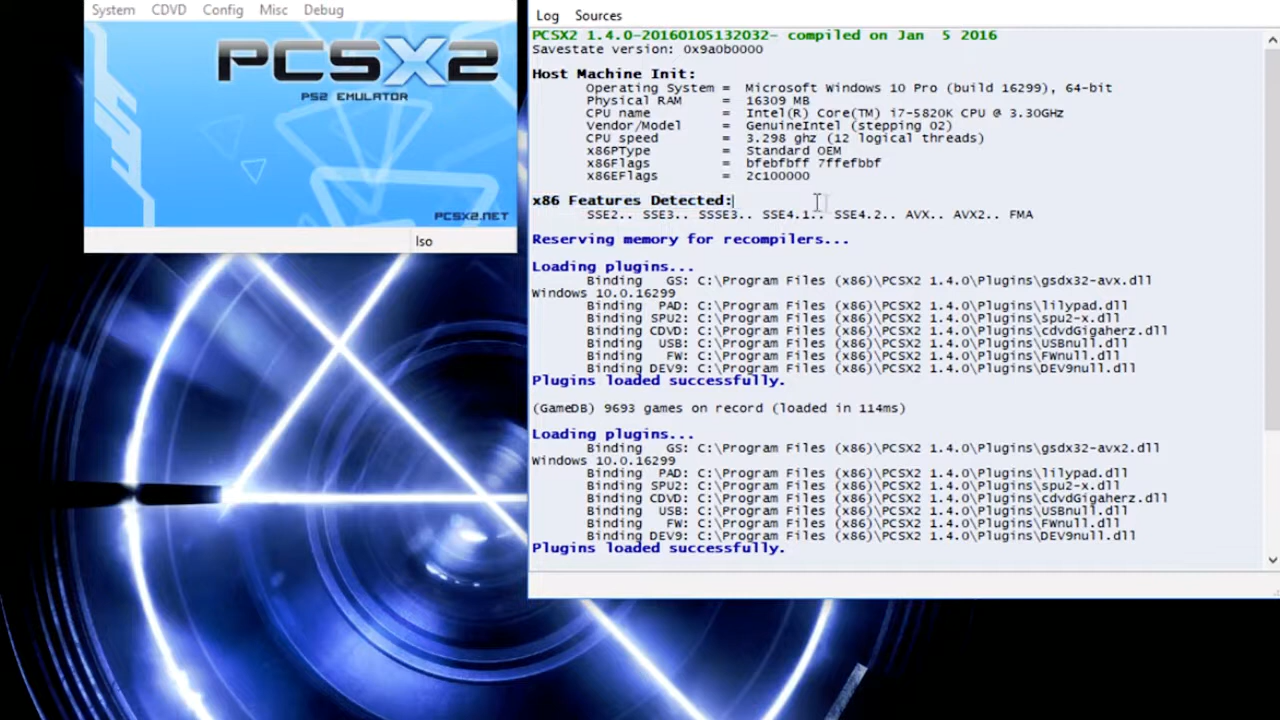 System CDVD Config Misc Debug
PCSX2
PS2 EMULATOR
PCSX2.NET
Iso
Log Sources
PCSX2 1.4.0-20160105132032- compiled on Jan  5 2016
Savestate version: 0x9a0b0000
Host Machine Init:
Operating System =  Microsoft Windows 10 Pro (build 16299), 64-bit
Physical RAM     =  16309 MB
CPU name         =  Intel(R) Core(TM) i7-5820K CPU @ 3.30GHz
Vendor/Model     =  GenuineIntel (stepping 02)
CPU speed        =  3.298 ghz (12 logical threads)
x86PType         =  Standard OEM
x86Flags         =  bfebfbff 7ffefbbf
x86EFlags        =  2c100000
x86 Features Detected:
SSE2.. SSE3.. SSSE3.. SSE4.1.. SSE4.2.. AVX.. AVX2.. FMA
Reserving memory for recompilers...
Loading plugins...
Binding   GS: C:\Program Files (x86)\PCSX2 1.4.0\Plugins\gsdx32-avx.dll
Windows 10.0.16299
Binding  PAD: C:\Program Files (x86)\PCSX2 1.4.0\Plugins\lilypad.dll
Binding SPU2: C:\Program Files (x86)\PCSX2 1.4.0\Plugins\spu2-x.dll
Binding CDVD: C:\Program Files (x86)\PCSX2 1.4.0\Plugins\cdvdGigaherz.dll
Binding  USB: C:\Program Files (x86)\PCSX2 1.4.0\Plugins\USBnull.dll
Binding   FW: C:\Program Files (x86)\PCSX2 1.4.0\Plugins\FWnull.dll
Binding DEV9: C:\Program Files (x86)\PCSX2 1.4.0\Plugins\DEV9null.dll
Plugins loaded successfully.
(GameDB) 9693 games on record (loaded in 114ms)
Loading plugins...
Binding   GS: C:\Program Files (x86)\PCSX2 1.4.0\Plugins\gsdx32-avx2.dll
Windows 10.0.16299
Binding  PAD: C:\Program Files (x86)\PCSX2 1.4.0\Plugins\lilypad.dll
Binding SPU2: C:\Program Files (x86)\PCSX2 1.4.0\Plugins\spu2-x.dll
Binding CDVD: C:\Program Files (x86)\PCSX2 1.4.0\Plugins\cdvdGigaherz.dll
Binding  USB: C:\Program Files (x86)\PCSX2 1.4.0\Plugins\USBnull.dll
Binding   FW: C:\Program Files (x86)\PCSX2 1.4.0\Plugins\FWnull.dll
Binding DEV9: C:\Program Files (x86)\PCSX2 1.4.0\Plugins\DEV9null.dll
Plugins loaded successfully.